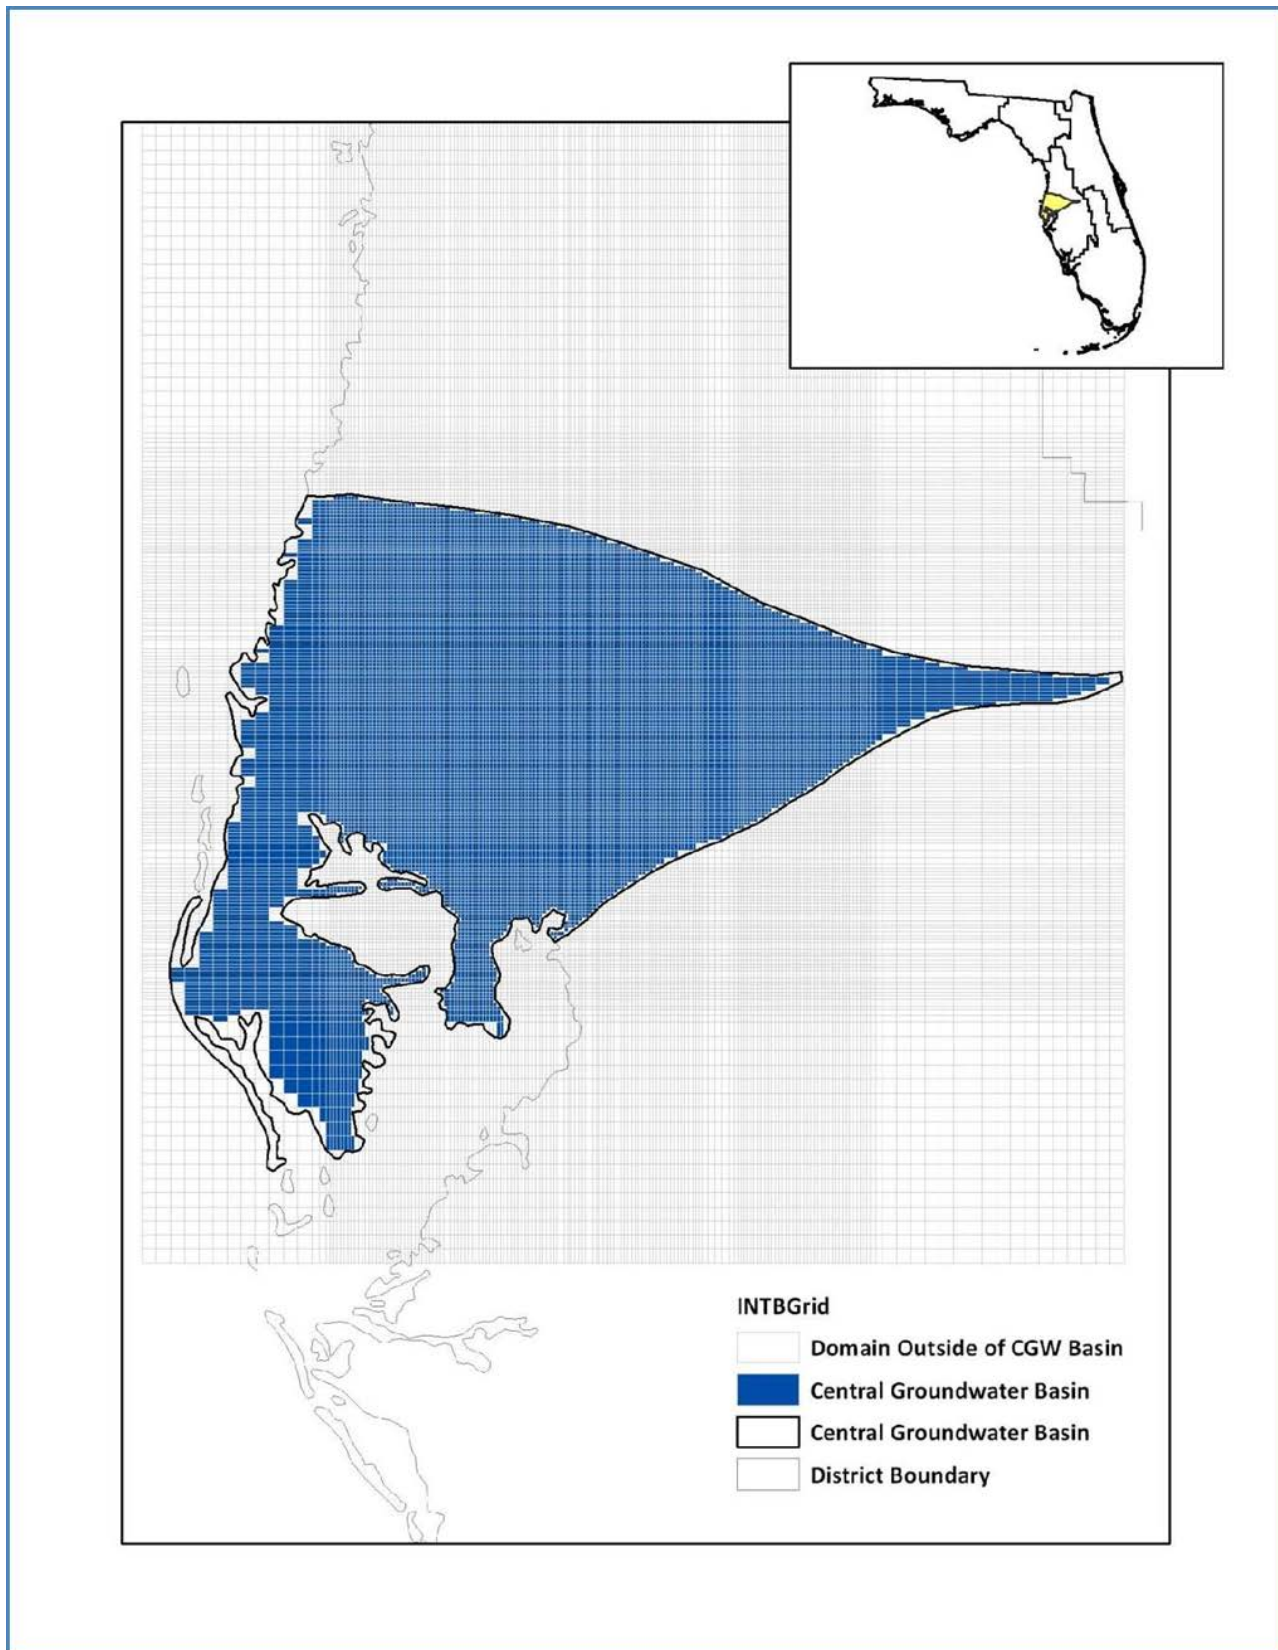 INTBGrid
Domain Outside of CGW Basin
Central Groundwater Basin
Central Groundwater Basin
District Boundary